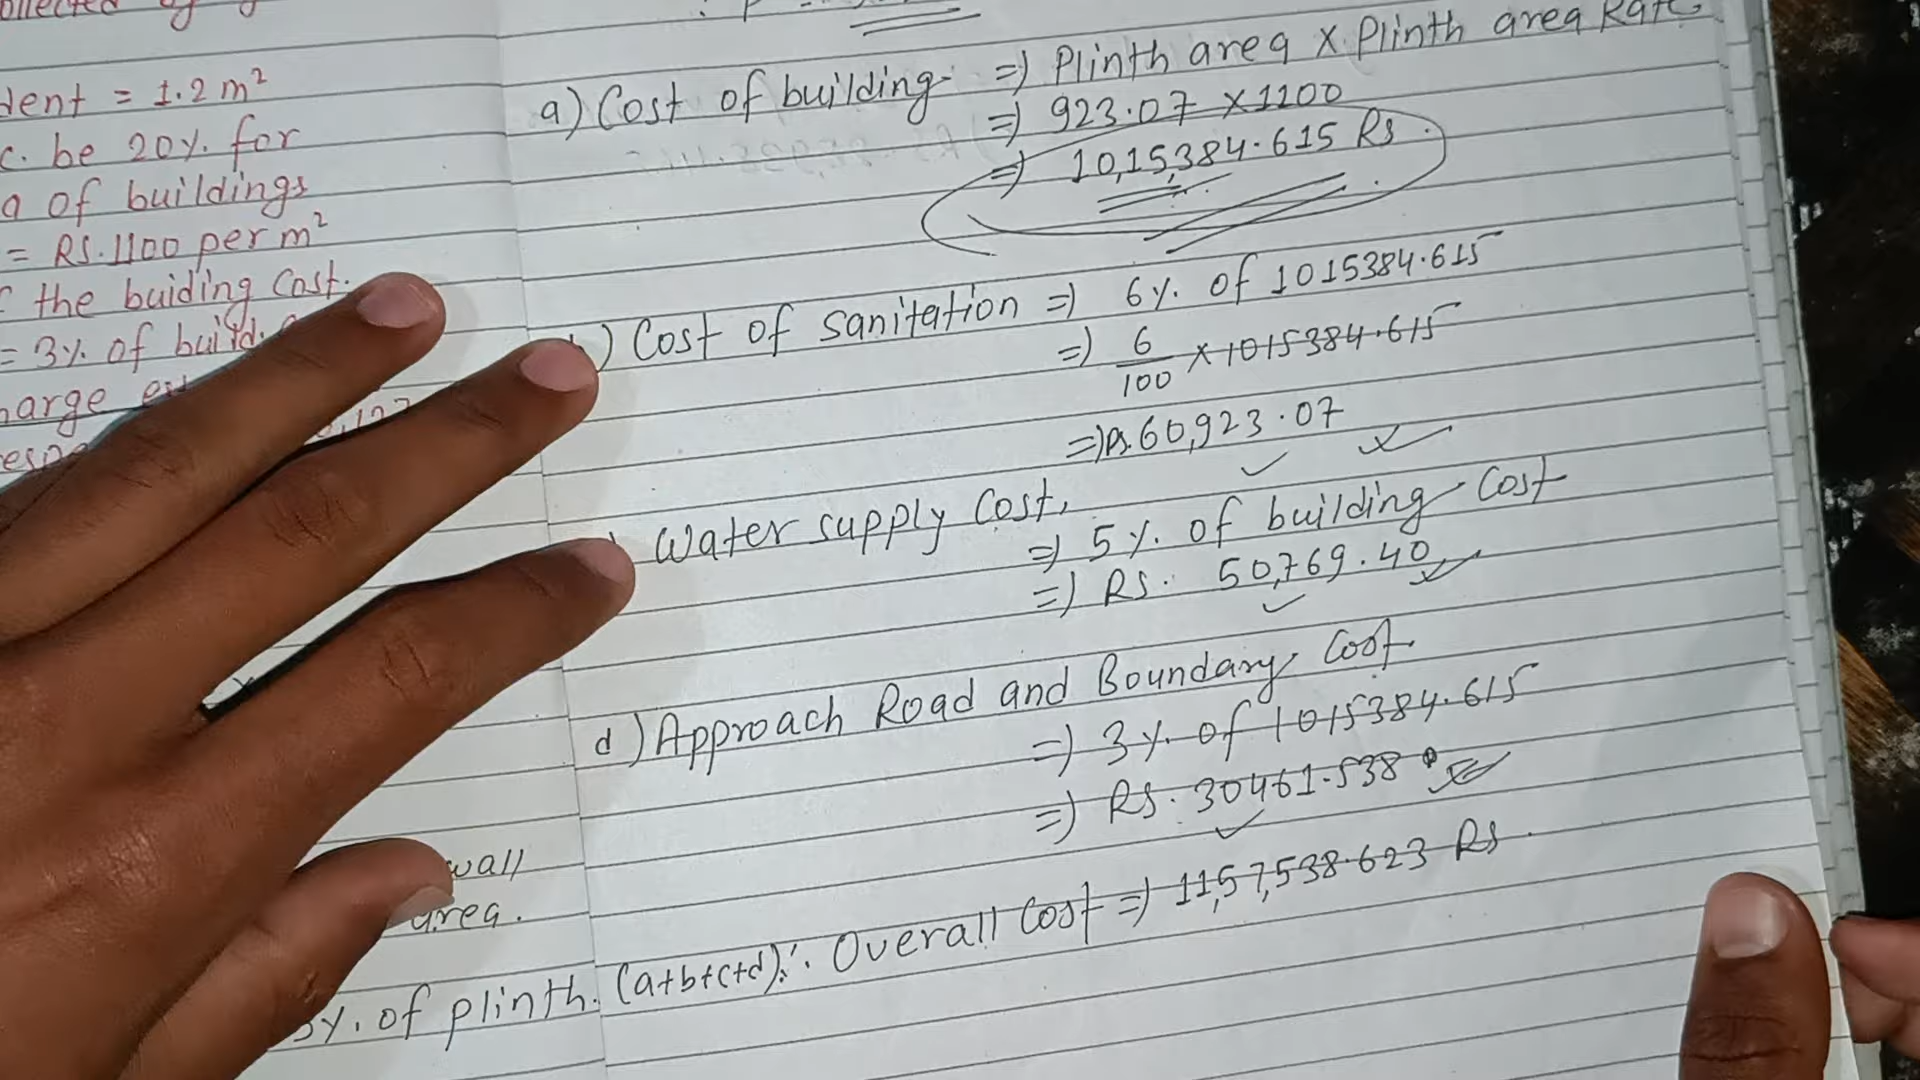 dent = 1.2 m²
be 20%. for
of buildings
= RS. 1100 per m²
the buiding Cost.
= 3%. of build.
wall
area.
%. of plinth.
a) Cost of building => Plinth area x Plinth area Rate
=> 923.07 x 1100
=> 10,15,384.615 Rs
) Cost of sanitation => 6%. of 1015384.615
=> 6/100 x 1015384.615
=> Rs. 60,923.07
Water supply Cost,
=> 5%. of building Cost
=> RS. 50,769.40
d) Approach Road and Boundary Cost.
=> 3%. of 1015384.615
=> RS. 30461.538
(a+b+c+d) ∴ Overall Cost => 11,57,538.623 Rs